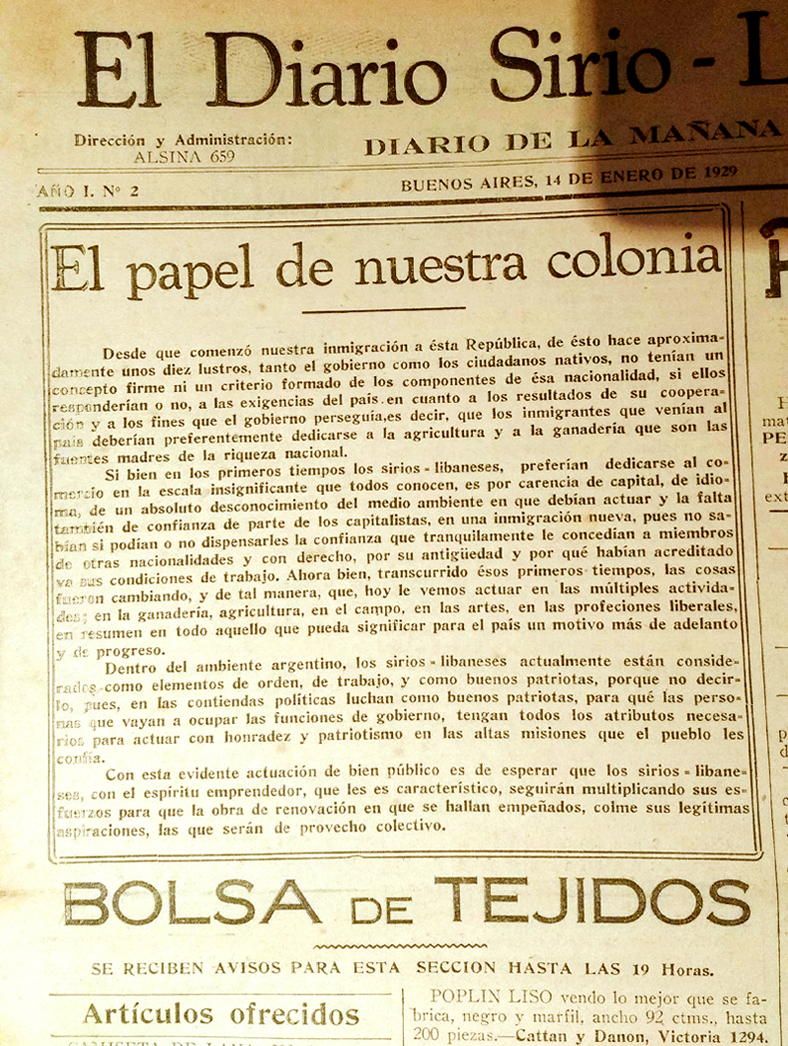 El Diario Sirio - L
Dirección y Administración:
ALSINA 659
DIARIO DE LA MAÑANA
AÑO I. Nº 2
BUENOS AIRES, 14 DE ENERO DE 1929
El papel de nuestra colonia
Desde que comenzó nuestra inmigración a ésta República, de ésto hace aproxima-
damente unos diez lustros, tanto el gobierno como los ciudadanos nativos, no tenían un
concepto firme ni un criterio formado de los componentes de ésa nacionalidad, si ellos
responderían o no, a las exigencias del país en cuanto a los resultados de su coopera-
ción y a los fines que el gobierno perseguía,es decir, que los inmigrantes que venían al
país deberían preferentemente dedicarse a la agricultura y a la ganadería que son las
fuentes madres de la riqueza nacional.
Si bien en los primeros tiempos los sirios - libaneses, preferían dedicarse al co-
mercio en la escala insignificante que todos conocen, es por carencia de capital, de idio-
ma, de un absoluto desconocimiento del medio ambiente en que debían actuar y la falta
también de confianza de parte de los capitalistas, en una inmigración nueva, pues no sa-
bían si podían o no dispensarles la confianza que tranquilamente le concedían a miembros
de otras nacionalidades y con derecho, por su antigüedad y por qué habían acreditado
ya sus condiciones de trabajo. Ahora bien, transcurrido ésos primeros tiempos, las cosas
fueron cambiando, y de tal manera, que, hoy le vemos actuar en las múltiples activida-
des; en la ganadería, agricultura, en el campo, en las artes, en las profeciones liberales,
en resumen en todo aquello que pueda significar para el país un motivo más de adelanto
y de progreso.
Dentro del ambiente argentino, los sirios - libaneses actualmente están conside-
rados como elementos de orden, de trabajo, y como buenos patriotas, porque no decir-
lo, pues, en las contiendas políticas luchan como buenos patriotas, para qué las perso-
nas que vayan a ocupar las funciones de gobierno, tengan todos los atributos necesa-
rios para actuar con honradez y patriotismo en las altas misiones que el pueblo les
confía.
Con esta evidente actuación de bien público es de esperar que los sirios - libane-
ses, con el espíritu emprendedor, que les es característico, seguirán multiplicando sus es-
fuerzos para que la obra de renovación en que se hallan empeñados, colme sus legítimas
aspiraciones, las que serán de provecho colectivo.
BOLSA DE TEJIDOS
SE RECIBEN AVISOS PARA ESTA SECCION HASTA LAS 19 Horas.
Artículos ofrecidos
POPLIN LISO vendo lo mejor que se fa-
brica, negro y marfil, ancho 92 ctms., hasta
200 piezas.—Cattan y Danon, Victoria 1294.